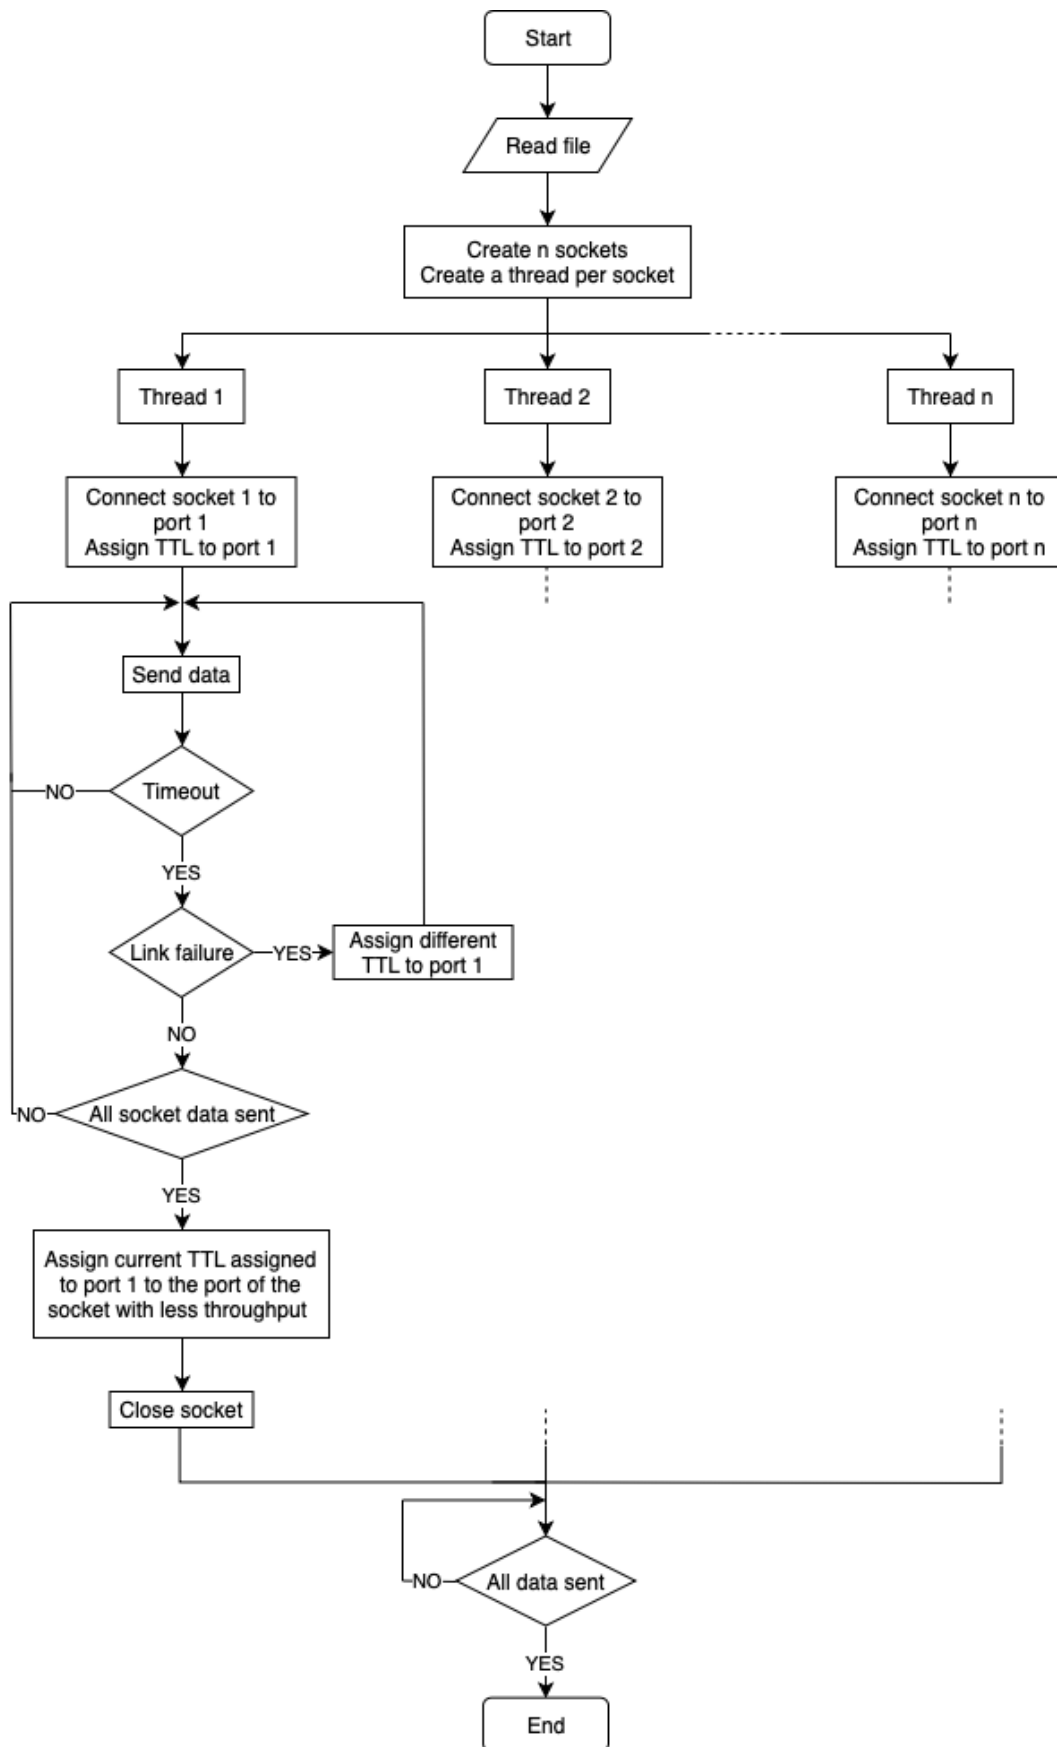 Start
Read file
Create n sockets
Create a thread per socket
Thread 1
Thread 2
Thread n
Connect socket 1 to
port 1
Assign TTL to port 1
Connect socket 2 to
port 2
Assign TTL to port 2
Connect socket n to
port n
Assign TTL to port n
Send data
Timeout
NO
YES
Link failure
YES
Assign different
TTL to port 1
NO
All socket data sent
NO
YES
Assign current TTL assigned
to port 1 to the port of the
socket with less throughput
Close socket
All data sent
NO
YES
End